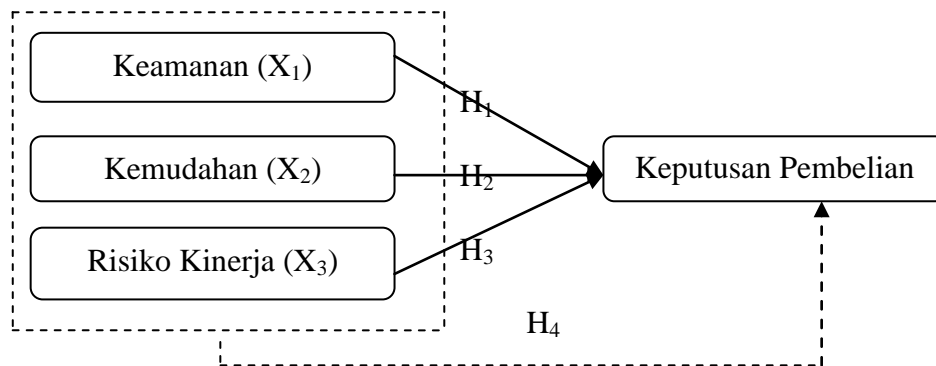 Keamanan (X₁)
H₁
Kemudahan (X₂)
H₂
Keputusan Pembelian
Risiko Kinerja (X₃)
H₃
H₄